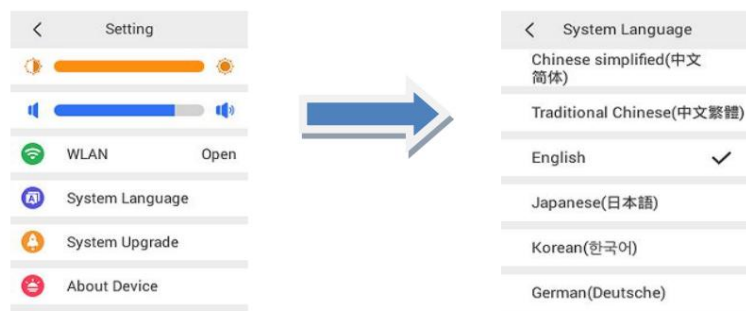 Setting
WLAN Open
System Language
System Upgrade
About Device
System Language
Chinese simplified(中文
简体)
Traditional Chinese(中文繁體)
English
Japanese(日本語)
Korean(한국어)
German(Deutsche)